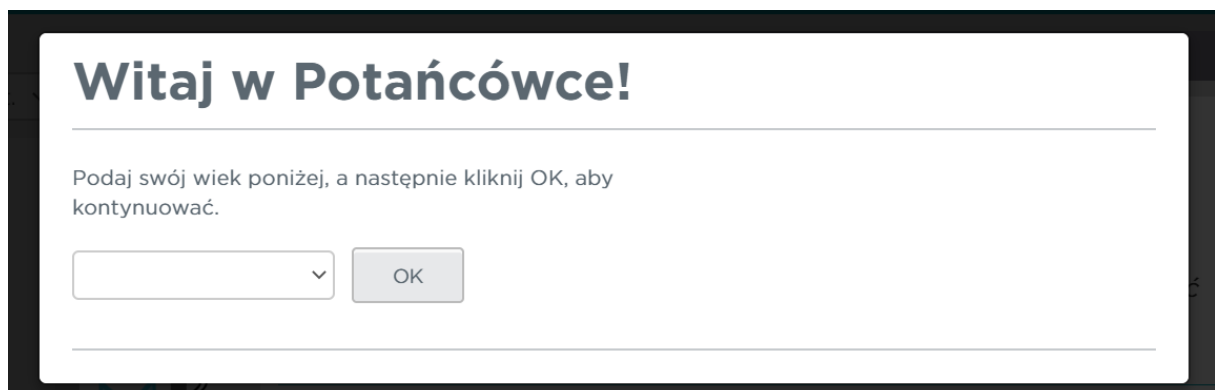 Witaj w Potańcówce!
Podaj swój wiek poniżej, a następnie kliknij OK, aby
kontynuować.
OK